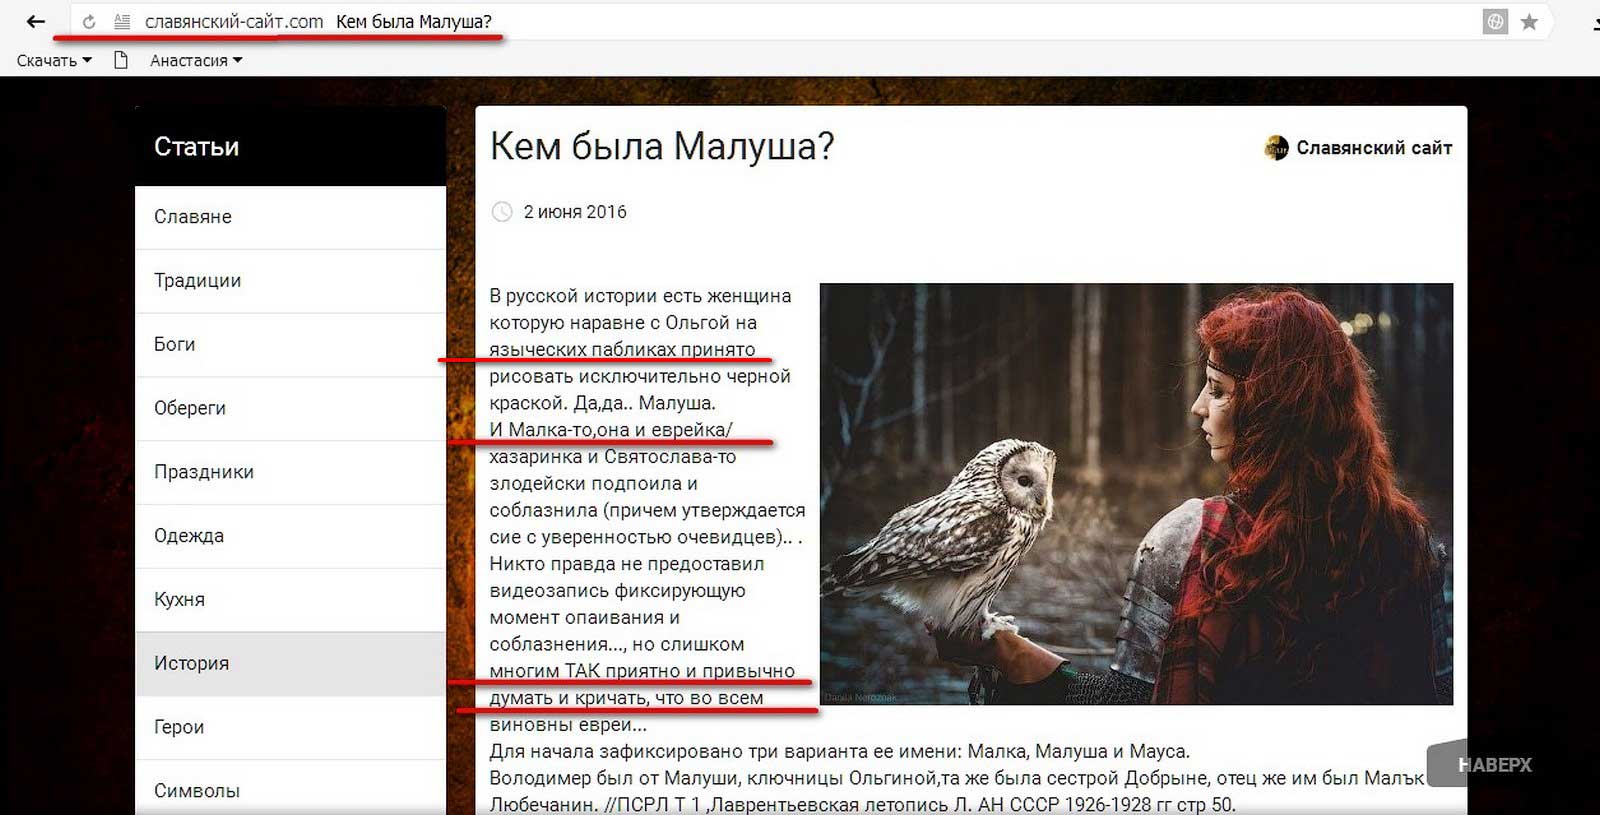 славянский-сайт.com Кем была Малуша?
Скачать Анастасия
Статьи
Славяне
Традиции
Боги
Обереги
Праздники
Одежда
Кухня
История
Герои
Символы
Кем была Малуша?
Славянский сайт
2 июня 2016
В русской истории есть женщина
которую наравне с Ольгой на
языческих пабликах принято
рисовать исключительно черной
краской. Да,да.. Малуша.
И Малка-то,она и еврейка/
хазаринка и Святослава-то
злодейски подпоила и
соблазнила (причем утверждается
сие с уверенностью очевидцев).. .
Никто правда не предоставил
видеозапись фиксирующую
момент опаивания и
соблазнения..., но слишком
многим ТАК приятно и привычно
думать и кричать, что во всем
виновны евреи...
Для начала зафиксировано три варианта ее имени: Малка, Малуша и Мауса.
Володимер был от Малуши, ключницы Ольгиной,та же была сестрой Добрыне, отец же им был Малъкъ
Любечанин. //ПСРЛ Т 1 ,Лаврентьевская летопись Л. АН СССР 1926-1928 гг стр 50.
НАВЕРХ